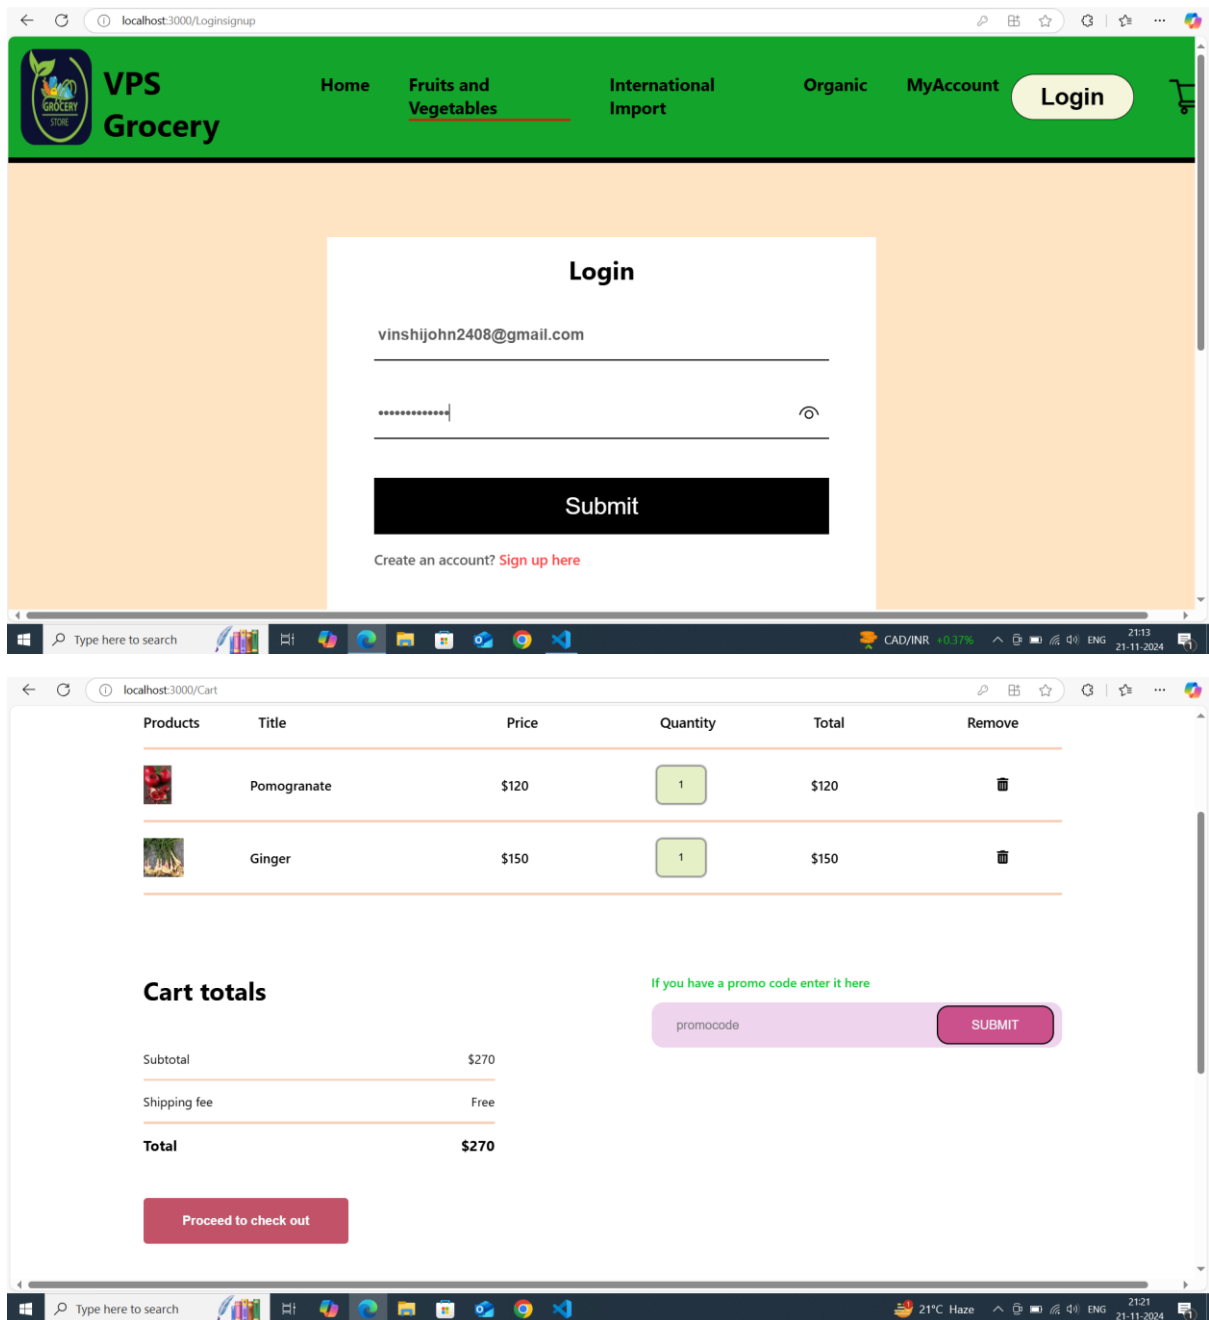 localhost:3000/Loginsignup
GROCERY
STORE
VPS
Grocery
Home
Fruits and
Vegetables
International
Import
Organic
MyAccount
Login
Login
vinshijohn2408@gmail.com
•••••••••••••
Submit
Create an account? Sign up here
Type here to search
CAD/INR +0.37%
ENG
21:13
21-11-2024
localhost:3000/Cart
Products Title Price Quantity Total Remove
Pomogranate $120 1 $120
Ginger $150 1 $150
Cart totals
If you have a promo code enter it here
promocode
SUBMIT
Subtotal $270
Shipping fee Free
Total $270
Proceed to check out
Type here to search
21°C Haze
ENG
21:21
21-11-2024